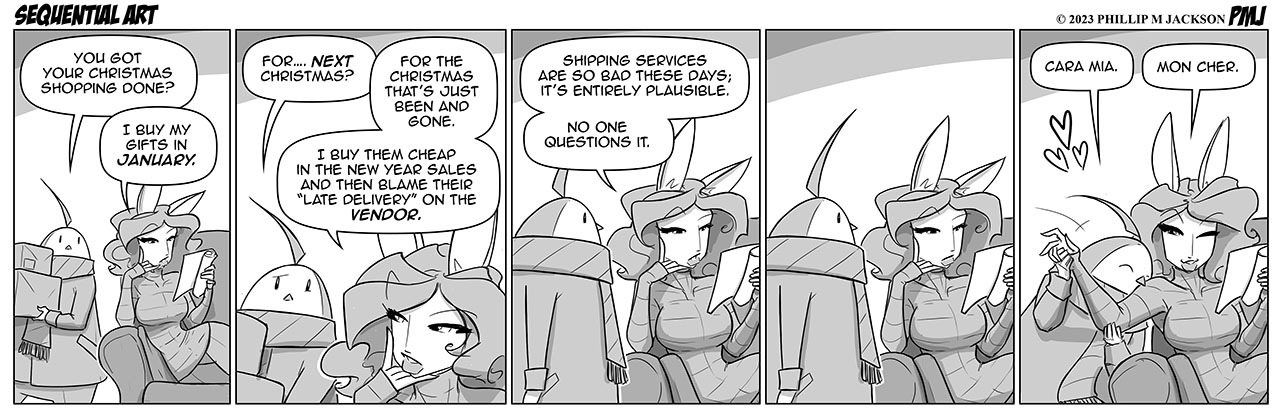 SEQUENTIAL ART
© 2023 PHILLIP M JACKSON PMJ
YOU GOT
YOUR CHRISTMAS
SHOPPING DONE?
I BUY MY
GIFTS IN
JANUARY.
FOR.... NEXT
CHRISTMAS?
FOR THE
CHRISTMAS
THAT'S JUST
BEEN AND
GONE.
I BUY THEM CHEAP
IN THE NEW YEAR SALES
AND THEN BLAME THEIR
"LATE DELIVERY" ON THE
VENDOR.
SHIPPING SERVICES
ARE SO BAD THESE DAYS;
IT'S ENTIRELY PLAUSIBLE.
NO ONE
QUESTIONS IT.
CARA MIA.
MON CHER.